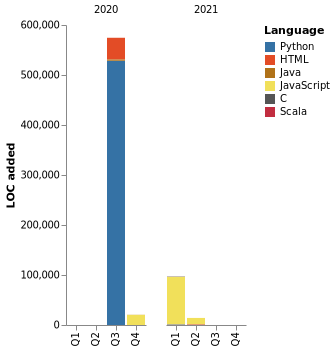 2020 2021
Language
Python
HTML
Java
JavaScript
C
Scala
LOC added
600,000
500,000
400,000
300,000
200,000
100,000
0
Q1 Q2 Q3 Q4 Q1 Q2 Q3 Q4